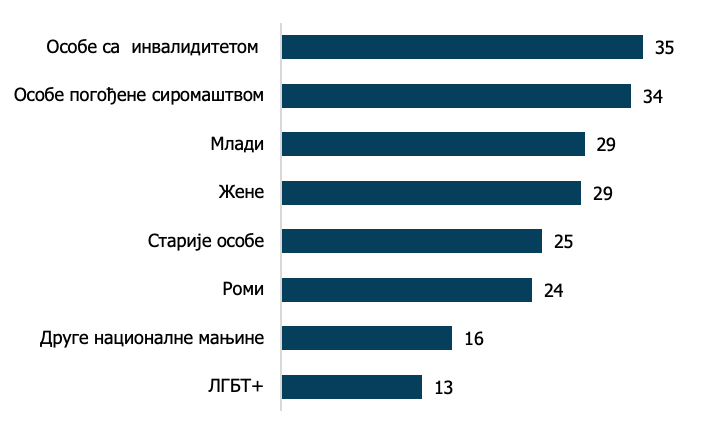 Особе са  инвалидитетом 35
Особе погођене сиромаштвом 34
Млади 29
Жене 29
Старије особе 25
Роми 24
Друге националне мањине 16
ЛГБТ+ 13